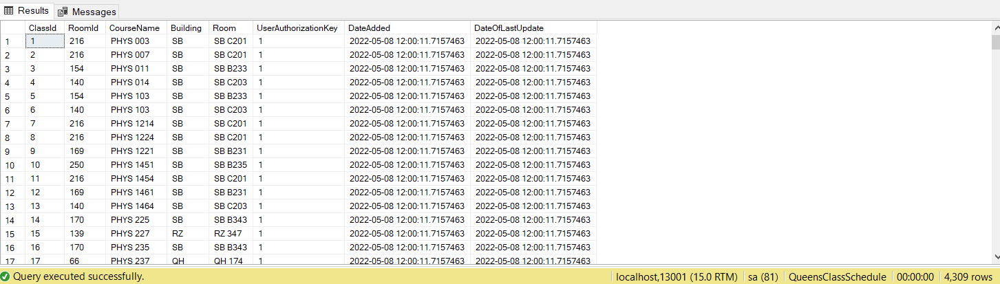 Results Messages
ClassId RoomId CourseName Building Room UserAuthorizationKey DateAdded DateOfLastUpdate
1 1 216 PHYS 003 SB SB C201 1 2022-05-08 12:00:11.7157463 2022-05-08 12:00:11.7157463
2 2 216 PHYS 007 SB SB C201 1 2022-05-08 12:00:11.7157463 2022-05-08 12:00:11.7157463
3 3 154 PHYS 011 SB SB B233 1 2022-05-08 12:00:11.7157463 2022-05-08 12:00:11.7157463
4 4 140 PHYS 014 SB SB C203 1 2022-05-08 12:00:11.7157463 2022-05-08 12:00:11.7157463
5 5 154 PHYS 103 SB SB B233 1 2022-05-08 12:00:11.7157463 2022-05-08 12:00:11.7157463
6 6 140 PHYS 103 SB SB C203 1 2022-05-08 12:00:11.7157463 2022-05-08 12:00:11.7157463
7 7 216 PHYS 1214 SB SB C201 1 2022-05-08 12:00:11.7157463 2022-05-08 12:00:11.7157463
8 8 216 PHYS 1224 SB SB C201 1 2022-05-08 12:00:11.7157463 2022-05-08 12:00:11.7157463
9 9 169 PHYS 1221 SB SB B231 1 2022-05-08 12:00:11.7157463 2022-05-08 12:00:11.7157463
10 10 250 PHYS 1451 SB SB B235 1 2022-05-08 12:00:11.7157463 2022-05-08 12:00:11.7157463
11 11 216 PHYS 1454 SB SB C201 1 2022-05-08 12:00:11.7157463 2022-05-08 12:00:11.7157463
12 12 169 PHYS 1461 SB SB B231 1 2022-05-08 12:00:11.7157463 2022-05-08 12:00:11.7157463
13 13 140 PHYS 1464 SB SB C203 1 2022-05-08 12:00:11.7157463 2022-05-08 12:00:11.7157463
14 14 170 PHYS 225 SB SB B343 1 2022-05-08 12:00:11.7157463 2022-05-08 12:00:11.7157463
15 15 139 PHYS 227 RZ RZ 347 1 2022-05-08 12:00:11.7157463 2022-05-08 12:00:11.7157463
16 16 170 PHYS 235 SB SB B343 1 2022-05-08 12:00:11.7157463 2022-05-08 12:00:11.7157463
17 17 66 PHYS 237 QH QH 174 1 2022-05-08 12:00:11.7157463 2022-05-08 12:00:11.7157463
Query executed successfully. localhost,13001 (15.0 RTM) sa (81) QueensClassSchedule 00:00:00 4,309 rows